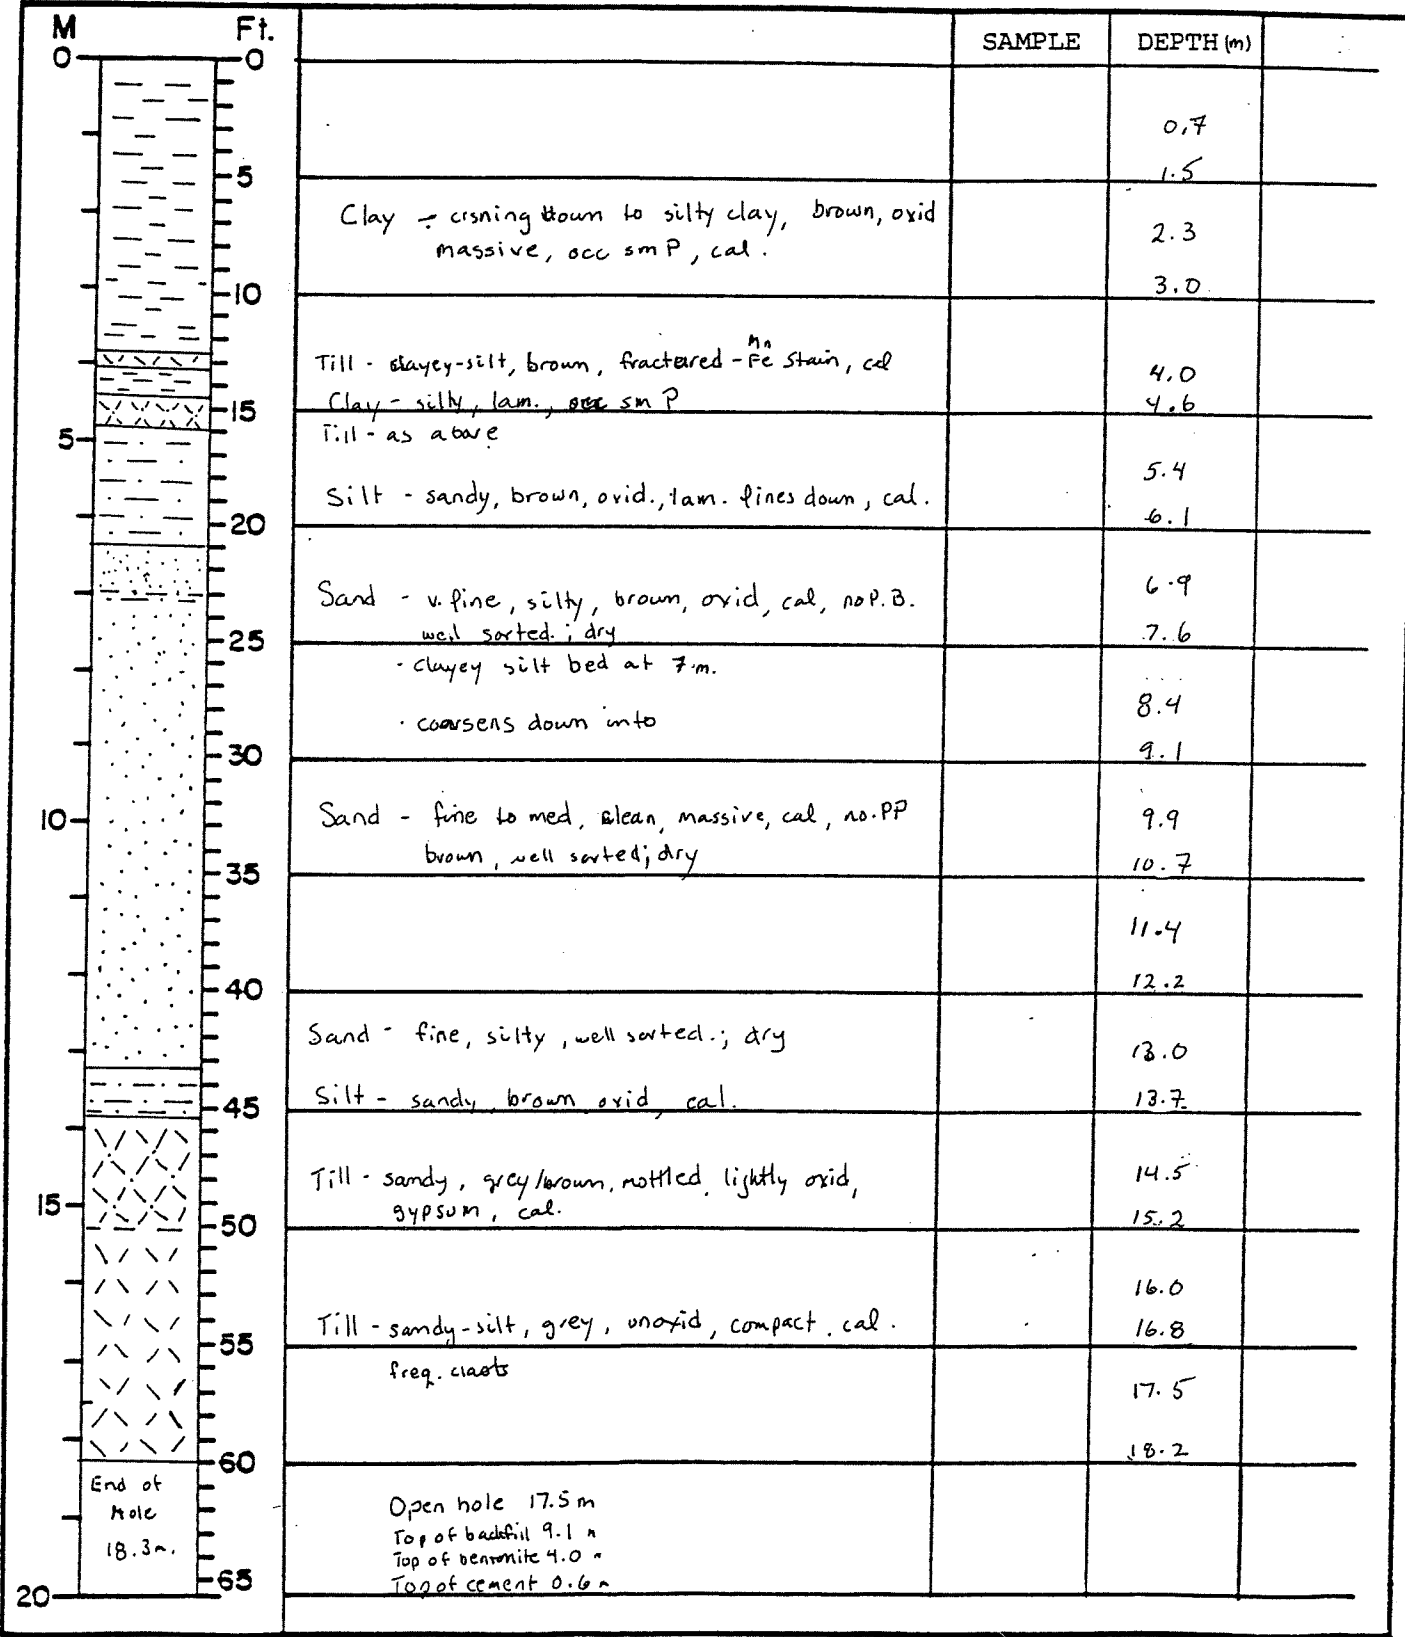 M Ft. SAMPLE DEPTH (m)
0 0
0.7
5 1.5
Clay - crsning down to silty clay, brown, oxid 2.3
massive, occ sm P, cal.
10 3.0
Mn
Till - clayey-silt, brown, fractured - Fe stain, cal 4.0
Clay - silty, lam., occ sm P 4.6
15
5 Till - as above
5.4
Silt - sandy, brown, oxid., lam. fines down, cal.
20 6.1
Sand - v. fine, silty, brown, oxid, cal, no P.B. 6.9
25 well sorted.; dry 7.6
- clayey silt bed at 7 m.
8.4
- coarsens down into
30 9.1
10 Sand - fine to med, clean, massive, cal, no. PP 9.9
brown, well sorted; dry 10.7
35
11.4
40 12.2
Sand - fine, silty, well sorted.; dry 13.0
45 Silt - sandy, brown oxid, cal. 13.7
Till - sandy, grey/brown, mottled, lightly oxid, 14.5
15 gypsum, cal.
50 15.2
16.0
Till - sandy-silt, grey, unoxid, compact, cal. 16.8
55
freq. clasts 17.5
60 18.2
End of
Hole
18.3m.
Open hole 17.5 m
Top of backfill 9.1 m
Top of bentonite 4.0 m
65 Top of cement 0.6 m
20